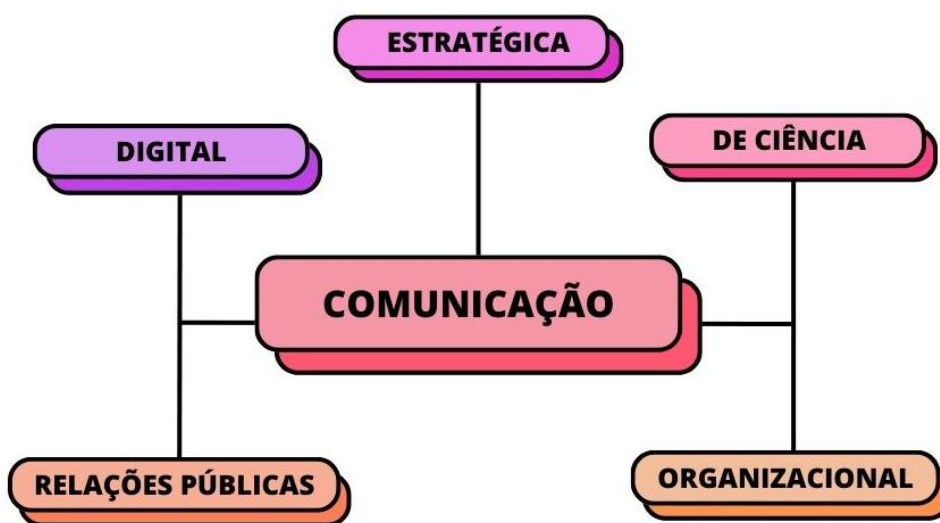 ESTRATÉGICA
DIGITAL
DE CIÊNCIA
COMUNICAÇÃO
RELAÇÕES PÚBLICAS
ORGANIZACIONAL